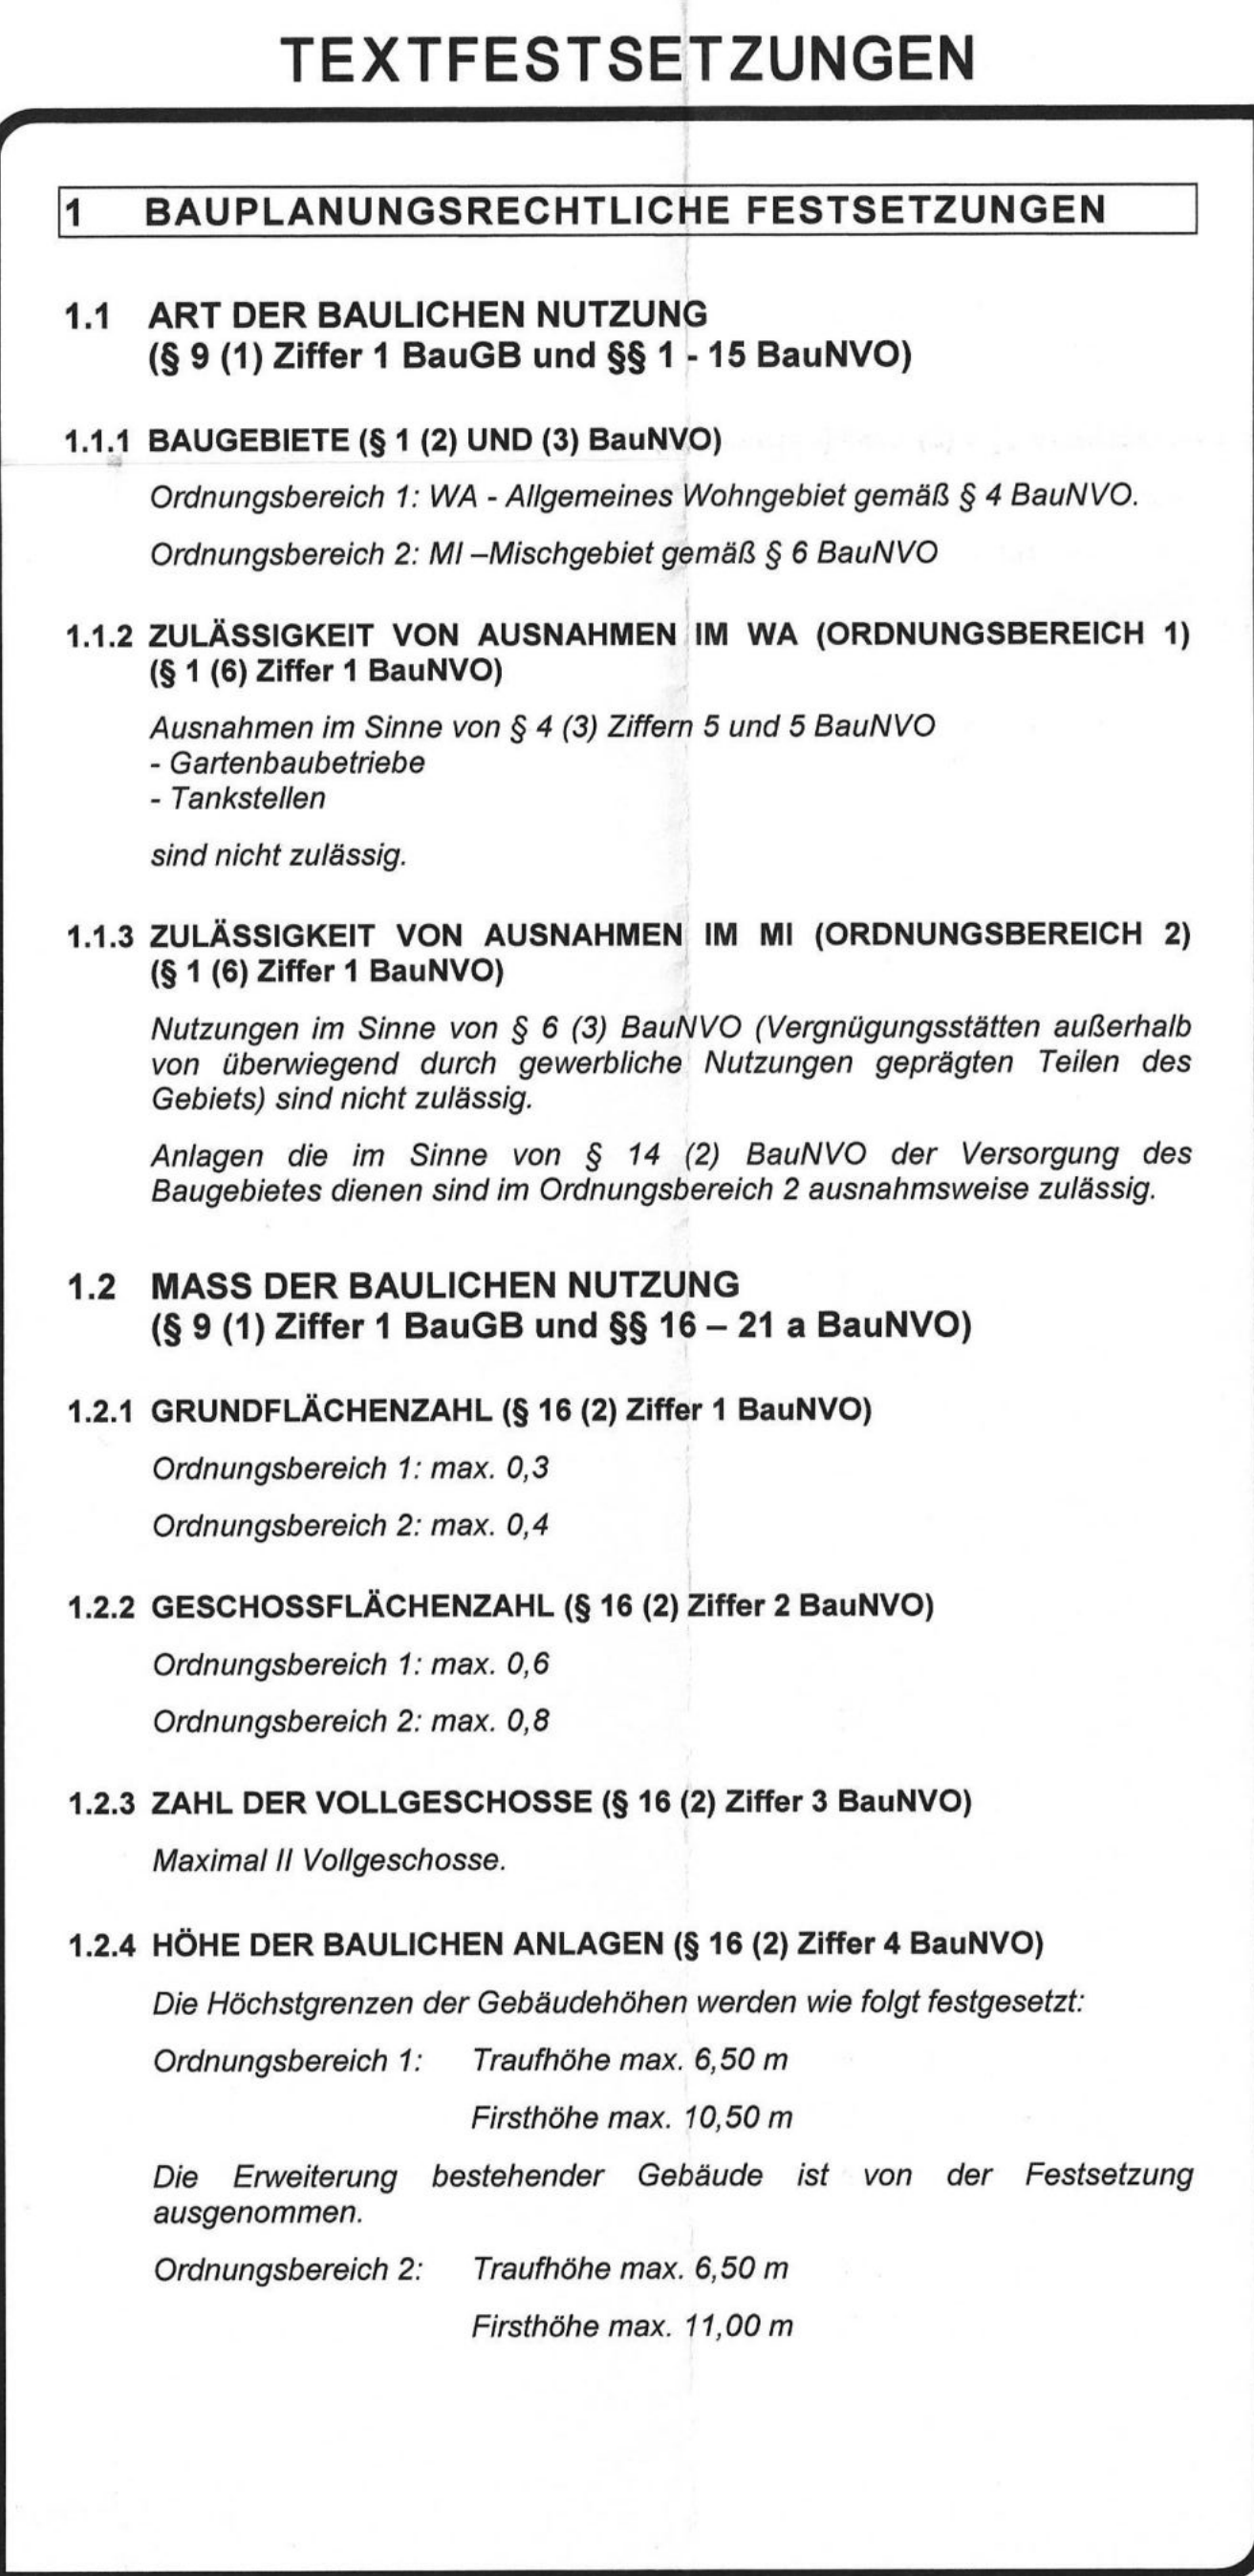 TEXTFESTSETZUNGEN
1 BAUPLANUNGSRECHTLICHE FESTSETZUNGEN
1.1 ART DER BAULICHEN NUTZUNG
(§ 9 (1) Ziffer 1 BauGB und §§ 1 - 15 BauNVO)
1.1.1 BAUGEBIETE (§ 1 (2) UND (3) BauNVO)
Ordnungsbereich 1: WA - Allgemeines Wohngebiet gemäß § 4 BauNVO.
Ordnungsbereich 2: MI –Mischgebiet gemäß § 6 BauNVO
1.1.2 ZULÄSSIGKEIT VON AUSNAHMEN IM WA (ORDNUNGSBEREICH 1)
(§ 1 (6) Ziffer 1 BauNVO)
Ausnahmen im Sinne von § 4 (3) Ziffern 5 und 5 BauNVO
- Gartenbaubetriebe
- Tankstellen
sind nicht zulässig.
1.1.3 ZULÄSSIGKEIT VON AUSNAHMEN IM MI (ORDNUNGSBEREICH 2)
(§ 1 (6) Ziffer 1 BauNVO)
Nutzungen im Sinne von § 6 (3) BauNVO (Vergnügungsstätten außerhalb
von überwiegend durch gewerbliche Nutzungen geprägten Teilen des
Gebiets) sind nicht zulässig.
Anlagen die im Sinne von § 14 (2) BauNVO der Versorgung des
Baugebietes dienen sind im Ordnungsbereich 2 ausnahmsweise zulässig.
1.2 MASS DER BAULICHEN NUTZUNG
(§ 9 (1) Ziffer 1 BauGB und §§ 16 – 21 a BauNVO)
1.2.1 GRUNDFLÄCHENZAHL (§ 16 (2) Ziffer 1 BauNVO)
Ordnungsbereich 1: max. 0,3
Ordnungsbereich 2: max. 0,4
1.2.2 GESCHOSSFLÄCHENZAHL (§ 16 (2) Ziffer 2 BauNVO)
Ordnungsbereich 1: max. 0,6
Ordnungsbereich 2: max. 0,8
1.2.3 ZAHL DER VOLLGESCHOSSE (§ 16 (2) Ziffer 3 BauNVO)
Maximal II Vollgeschosse.
1.2.4 HÖHE DER BAULICHEN ANLAGEN (§ 16 (2) Ziffer 4 BauNVO)
Die Höchstgrenzen der Gebäudehöhen werden wie folgt festgesetzt:
Ordnungsbereich 1: Traufhöhe max. 6,50 m
Firsthöhe max. 10,50 m
Die Erweiterung bestehender Gebäude ist von der Festsetzung
ausgenommen.
Ordnungsbereich 2: Traufhöhe max. 6,50 m
Firsthöhe max. 11,00 m